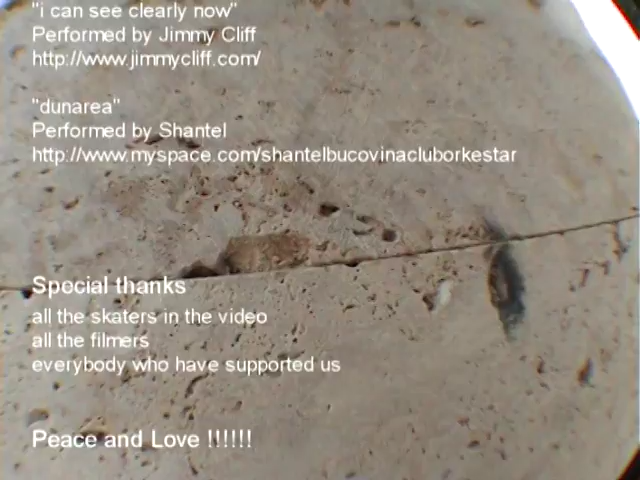 "i can see clearly now"
Performed by Jimmy Cliff
http://www.jimmycliff.com/
"dunarea"
Performed by Shantel
http://www.myspace.com/shantelbucovinacluborkestar
Special thanks
all the skaters in the video
all the filmers
everybody who have supported us
Peace and Love !!!!!!